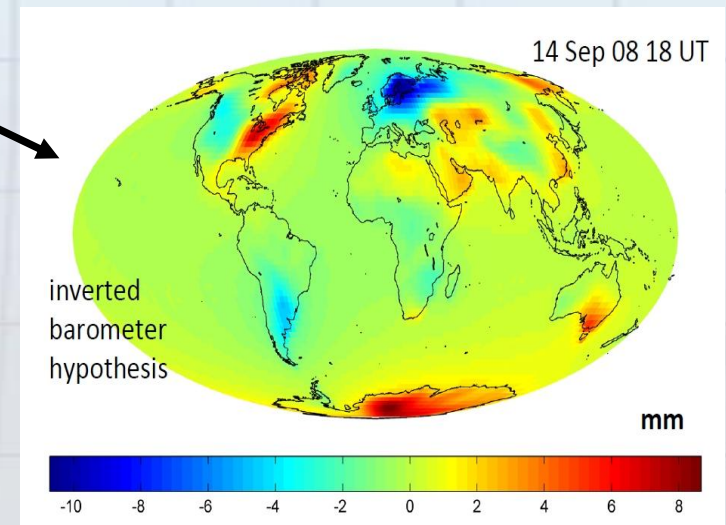 14 Sep 08 18 UT
inverted
barometer
hypothesis
mm
-10 -8 -6 -4 -2 0 2 4 6 8